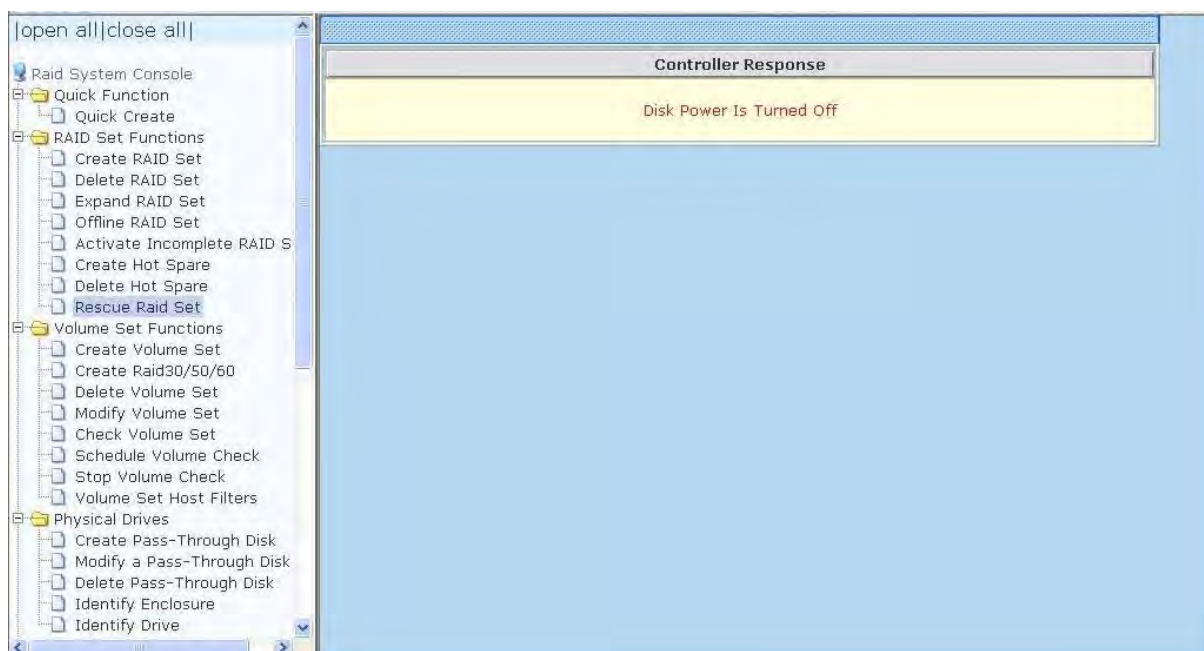 |open all|close all|
Raid System Console
Quick Function
Quick Create
RAID Set Functions
Create RAID Set
Delete RAID Set
Expand RAID Set
Offline RAID Set
Activate Incomplete RAID S
Create Hot Spare
Delete Hot Spare
Rescue Raid Set
Volume Set Functions
Create Volume Set
Create Raid30/50/60
Delete Volume Set
Modify Volume Set
Check Volume Set
Schedule Volume Check
Stop Volume Check
Volume Set Host Filters
Physical Drives
Create Pass-Through Disk
Modify a Pass-Through Disk
Delete Pass-Through Disk
Identify Enclosure
Identify Drive
Controller Response
Disk Power Is Turned Off